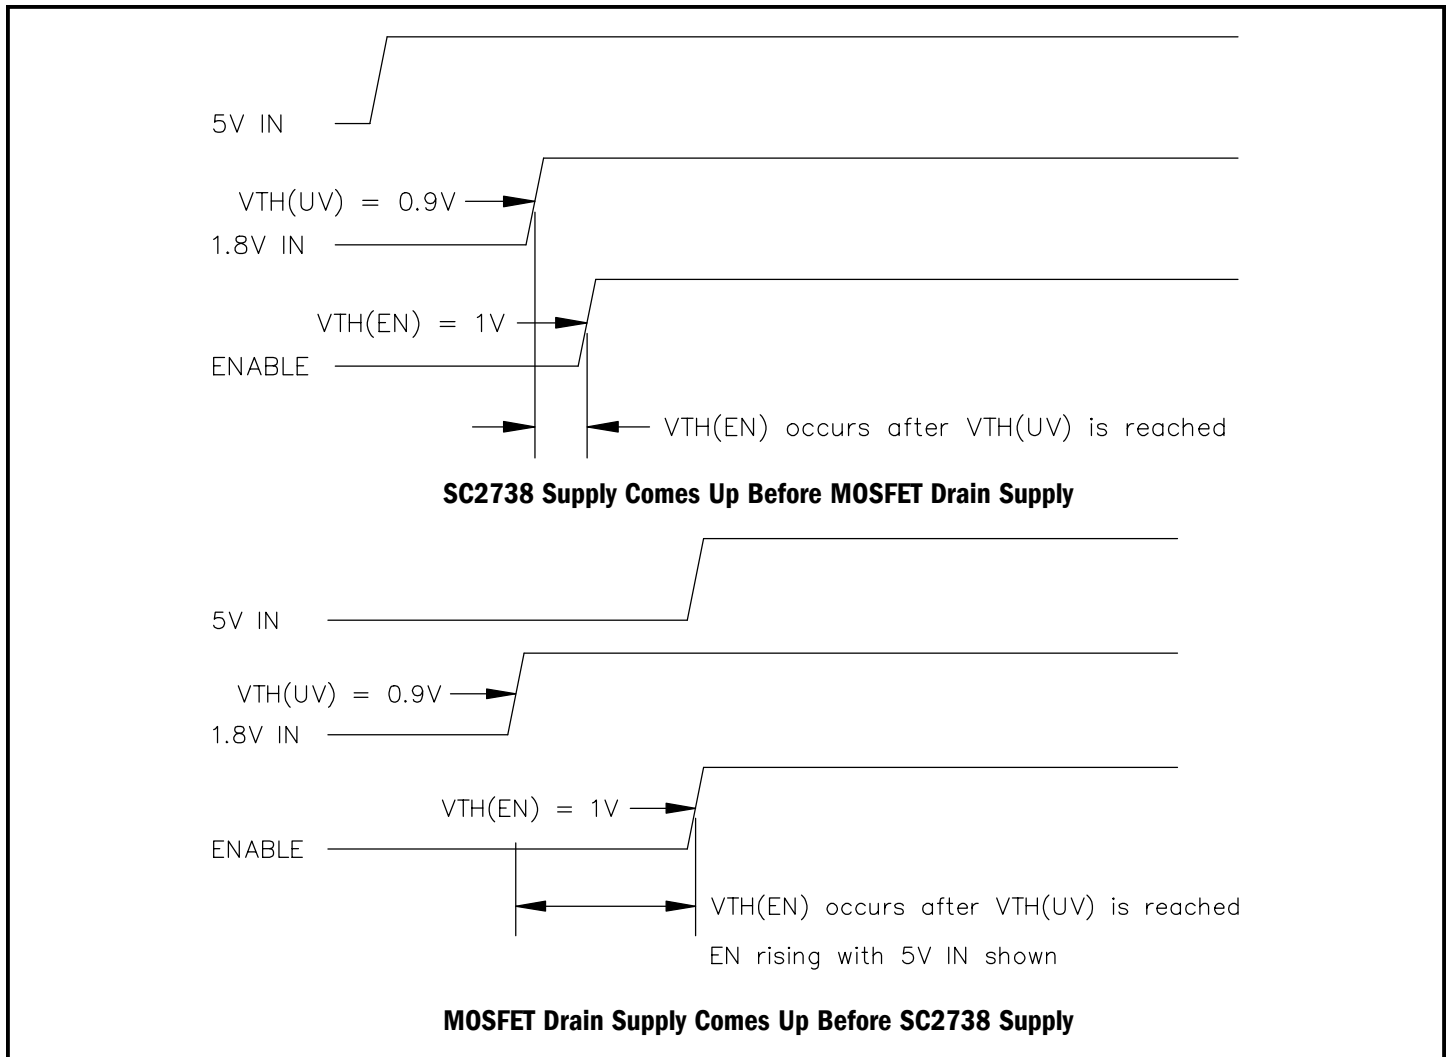 5V IN
VTH(UV) = 0.9V
1.8V IN
VTH(EN) = 1V
ENABLE
VTH(EN) occurs after VTH(UV) is reached
SC2738 Supply Comes Up Before MOSFET Drain Supply
5V IN
VTH(UV) = 0.9V
1.8V IN
VTH(EN) = 1V
ENABLE
VTH(EN) occurs after VTH(UV) is reached
EN rising with 5V IN shown
MOSFET Drain Supply Comes Up Before SC2738 Supply